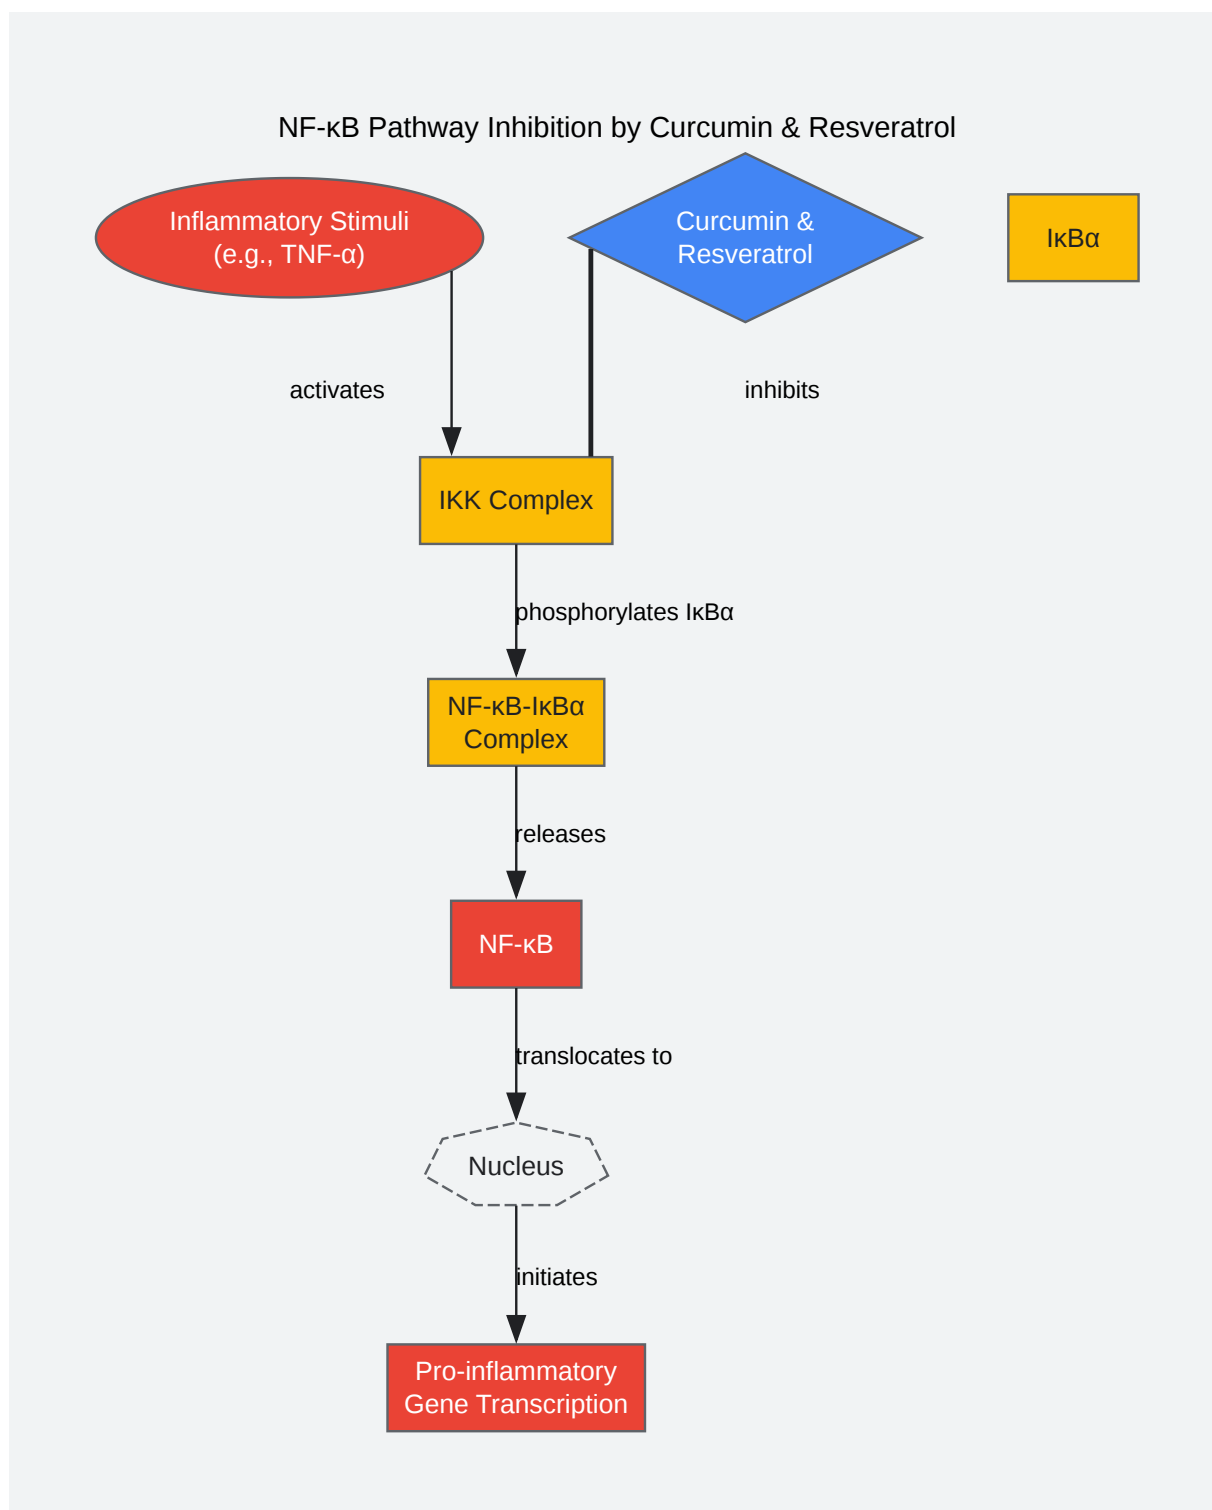 NF-κB Pathway Inhibition by Curcumin & Resveratrol
Inflammatory Stimuli
(e.g., TNF-α)
Curcumin &
Resveratrol
IκBα
activates
inhibits
IKK Complex
phosphorylates IκBα
NF-κB-IκBα
Complex
releases
NF-κB
translocates to
Nucleus
initiates
Pro-inflammatory
Gene Transcription